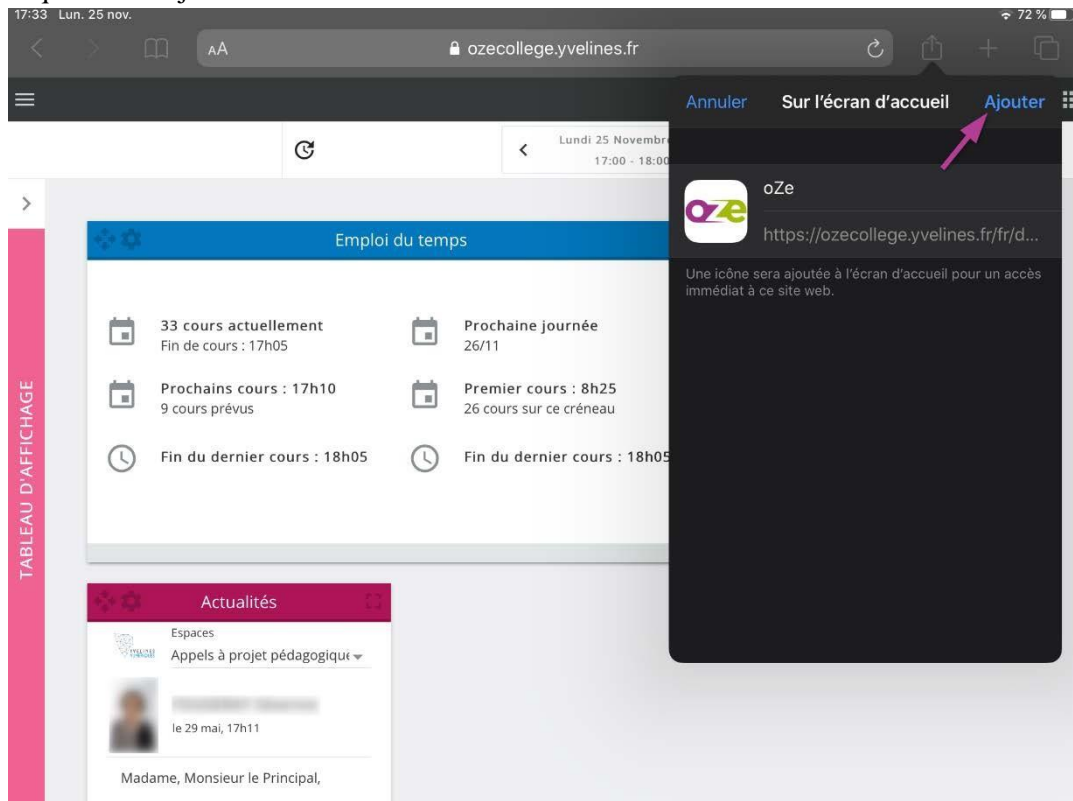 17:33 Lun. 25 nov.
72 %
AA
ozecollege.yvelines.fr
Annuler
Sur l'écran d'accueil
Ajouter
Lundi 25 Novembre
17:00 - 18:00
oze
oZe
https://ozecollege.yvelines.fr/fr/d...
Une icône sera ajoutée à l'écran d'accueil pour un accès
immédiat à ce site web.
TABLEAU D'AFFICHAGE
Emploi du temps
33 cours actuellement
Fin de cours : 17h05
Prochaine journée
26/11
Prochains cours : 17h10
9 cours prévus
Premier cours : 8h25
26 cours sur ce créneau
Fin du dernier cours : 18h05
Fin du dernier cours : 18h05
Actualités
Espaces
Appels à projet pédagogique
le 29 mai, 17h11
Madame, Monsieur le Principal,